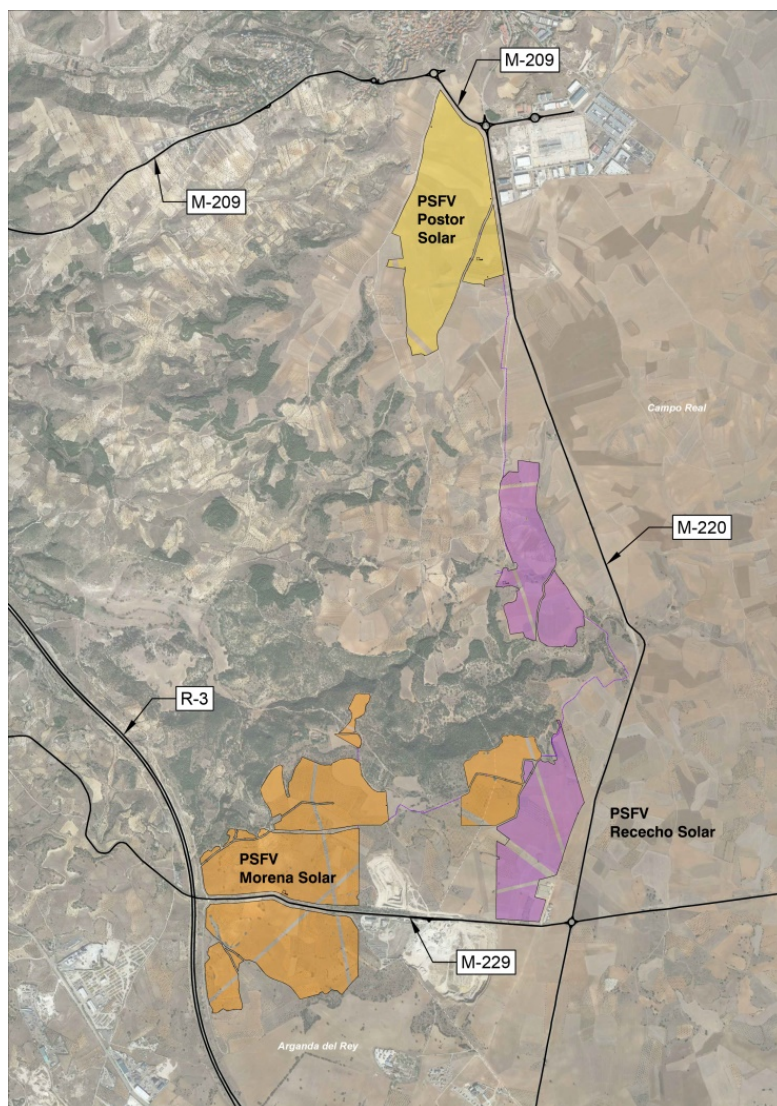 M-209
M-209
PSFV
Postor
Solar
Campo Real
M-220
R-3
PSFV
Rececho Solar
PSFV
Morena Solar
M-229
Arganda del Rey